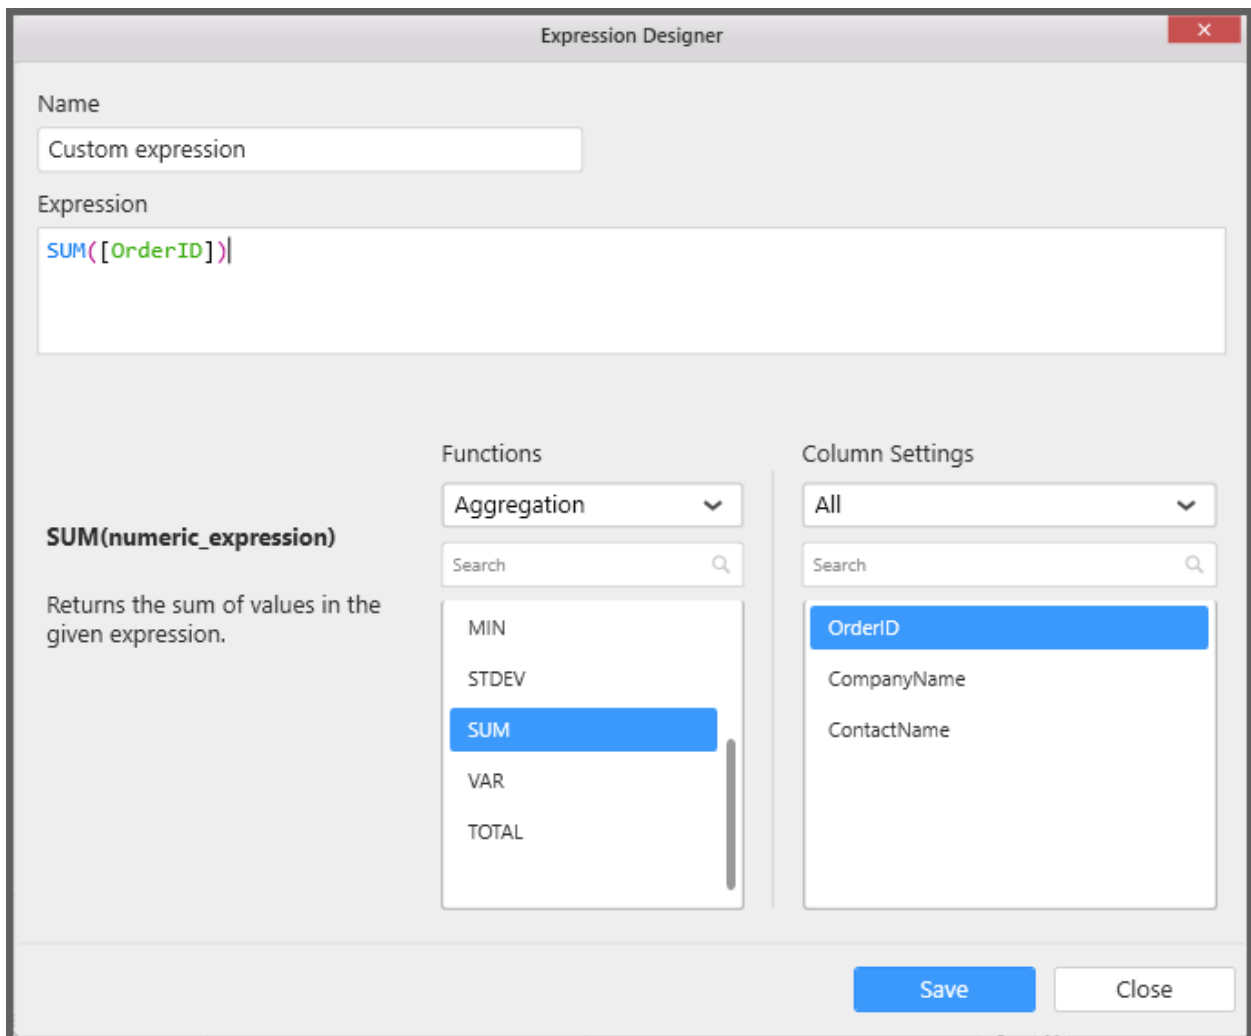 Expression Designer
Name
Custom expression
Expression
SUM([OrderID])
Functions
Column Settings
Aggregation
All
SUM(numeric_expression)
Search
Search
Returns the sum of values in the
given expression.
MIN
STDEV
SUM
VAR
TOTAL
OrderID
CompanyName
ContactName
Save
Close